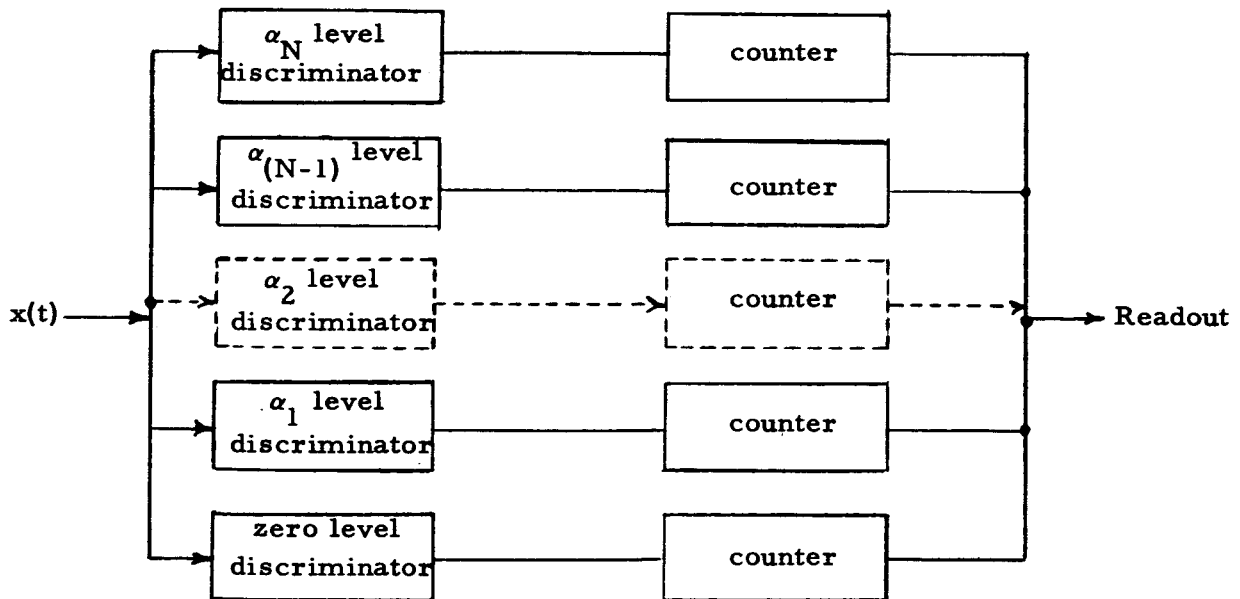 α_N level
discriminator
counter
α_(N-1) level
discriminator
counter
α_2 level
discriminator
counter
x(t)
Readout
α_1 level
discriminator
counter
zero level
discriminator
counter